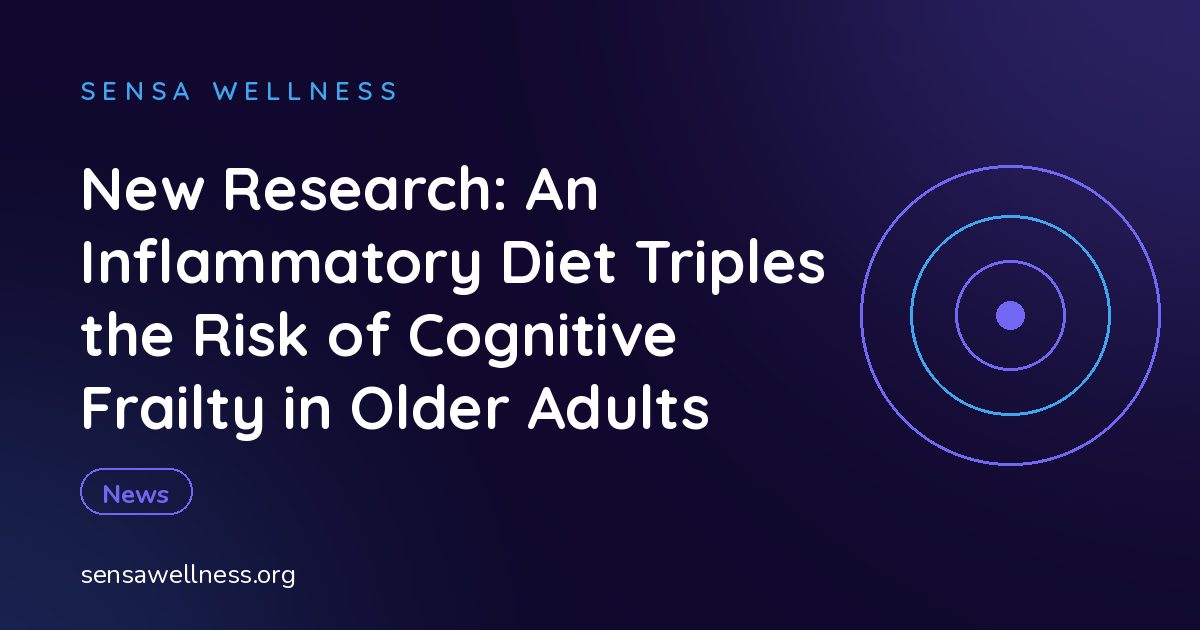 SENSA WELLNESS
New Research: An
Inflammatory Diet Triples
the Risk of Cognitive
Frailty in Older Adults
News
sensawellness.org